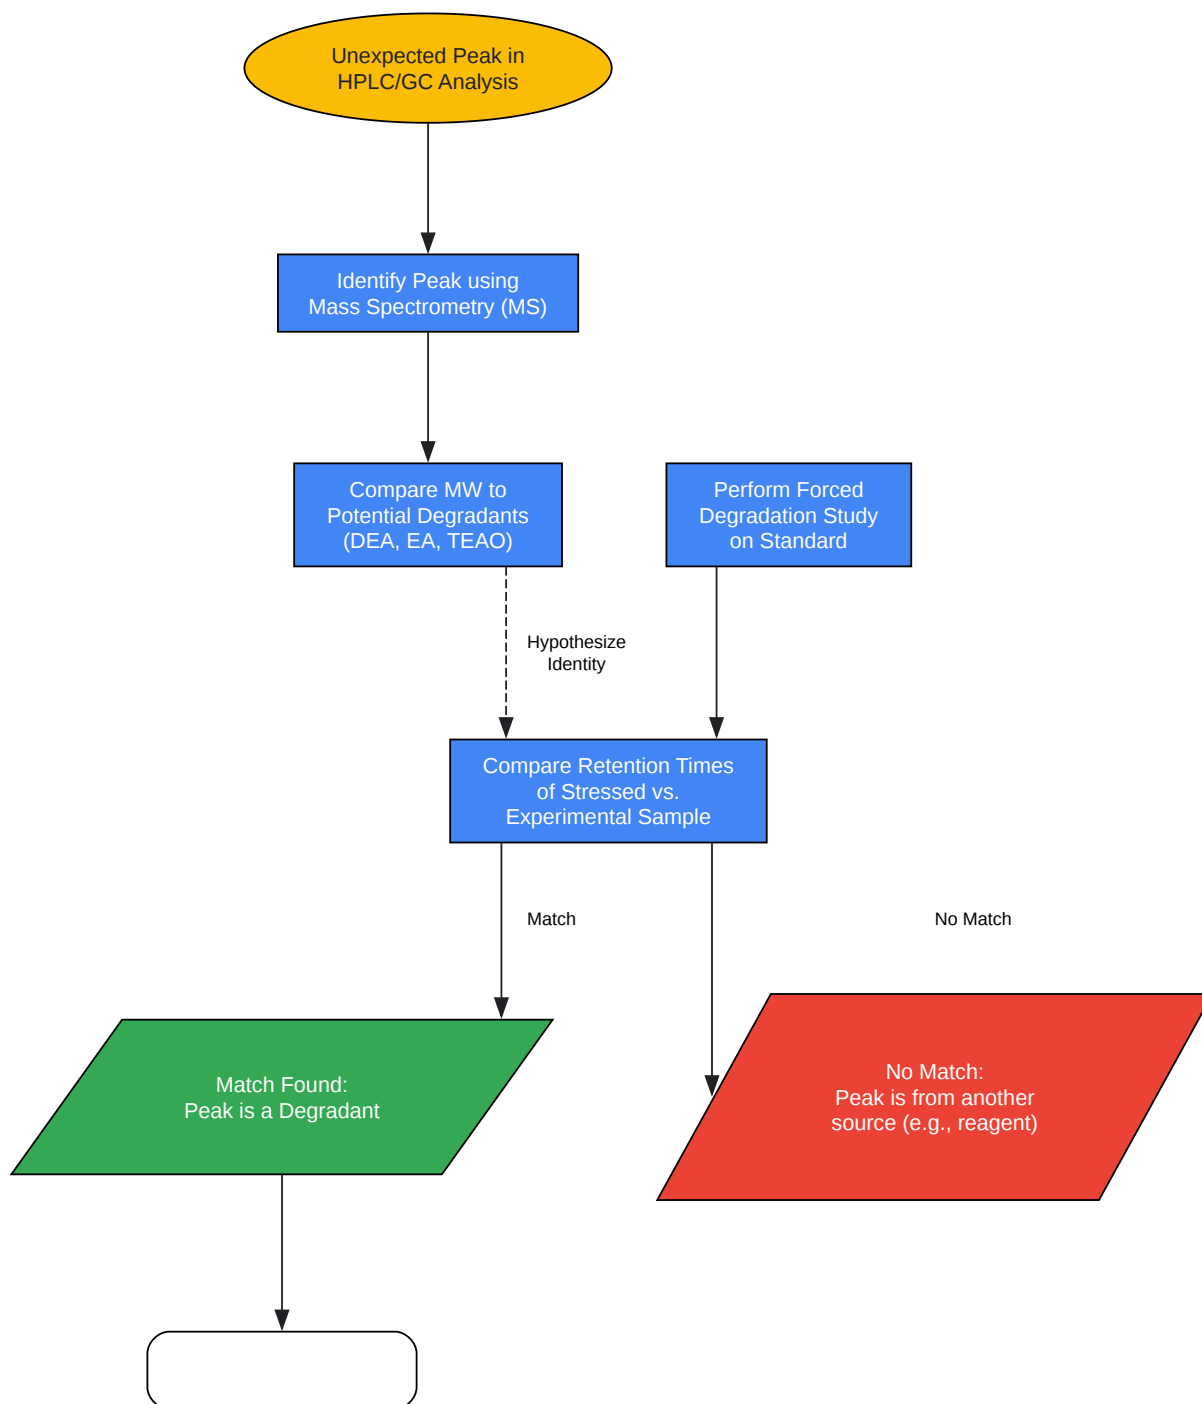 Unexpected Peak in
HPLC/GC Analysis
Identify Peak using
Mass Spectrometry (MS)
Compare MW to
Potential Degradants
(DEA, EA, TEAO)
Perform Forced
Degradation Study
on Standard
Hypothesize
Identity
Compare Retention Times
of Stressed vs.
Experimental Sample
Match
No Match
Match Found:
Peak is a Degradant
No Match:
Peak is from another
source (e.g., reagent)